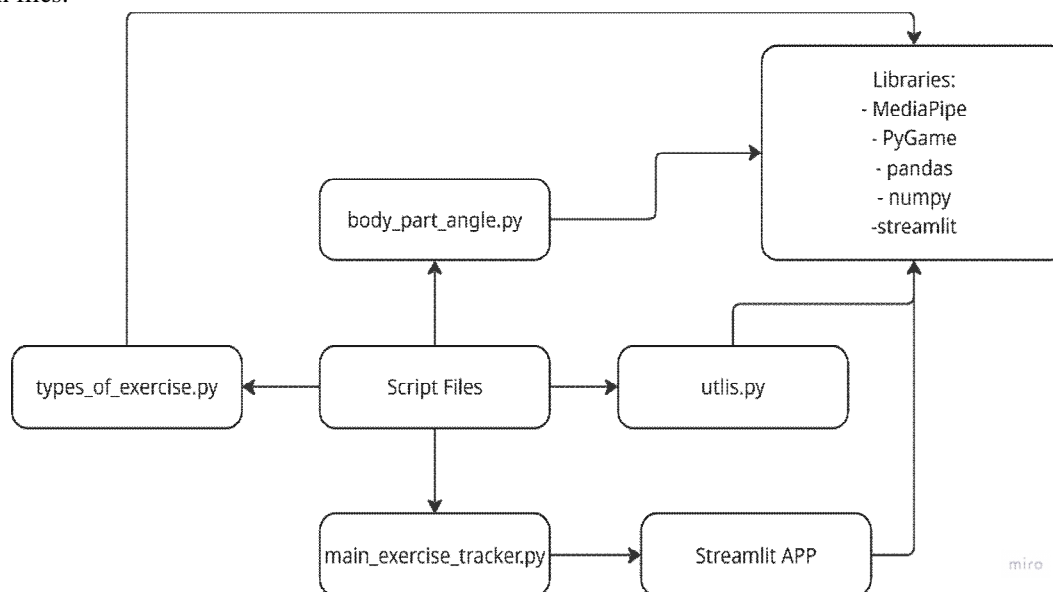 Libraries:
- MediaPipe
- PyGame
- pandas
- numpy
-streamlit
body_part_angle.py
types_of_exercise.py
Script Files
utlis.py
main_exercise_tracker.py
Streamlit APP
miro